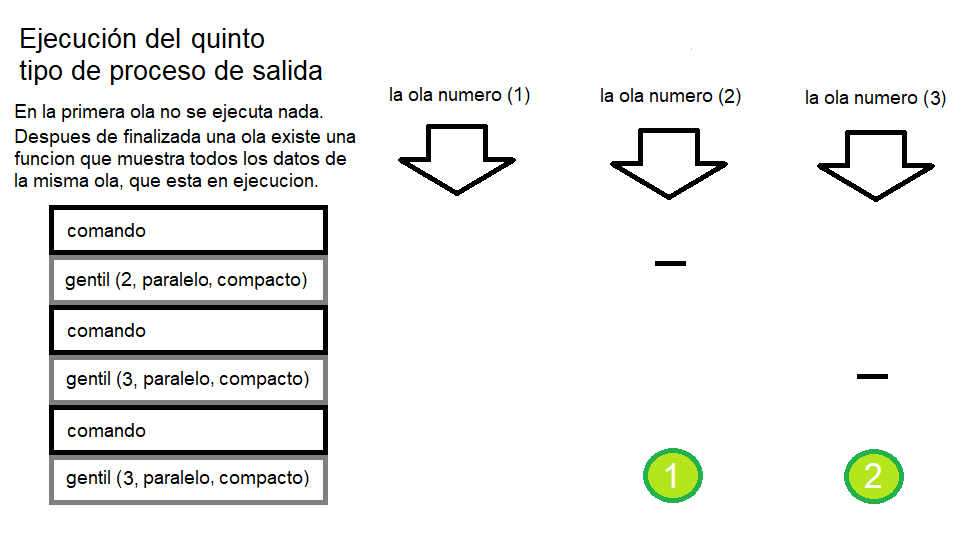 Ejecución del quinto
tipo de proceso de salida
En la primera ola no se ejecuta nada.
Despues de finalizada una ola existe una
funcion que muestra todos los datos de
la misma ola, que esta en ejecucion.
la ola numero (1)
la ola numero (2)
la ola numero (3)
comando
gentil (2, paralelo, compacto)
comando
gentil (3, paralelo, compacto)
comando
gentil (3, paralelo, compacto)
1
2